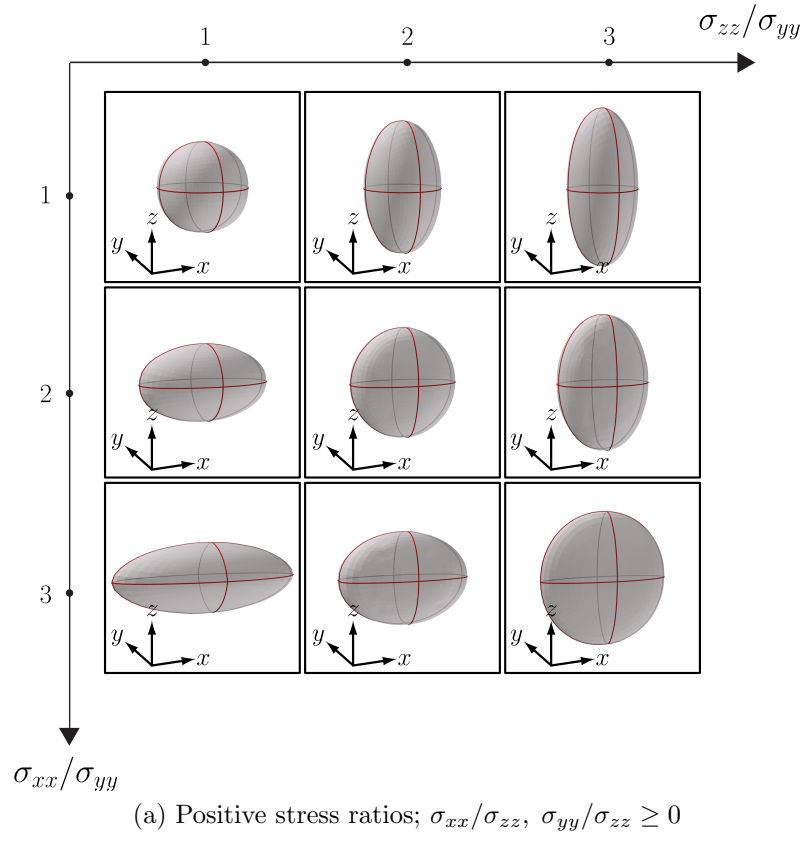 σzz/σyy
1 2 3
1
z
y
x
z
y
x
z
y
x
2
z
y
x
z
y
x
z
y
x
3
z
y
x
z
y
x
z
y
x
σxx/σyy
(a) Positive stress ratios; σxx/σzz, σyy/σzz ≥ 0